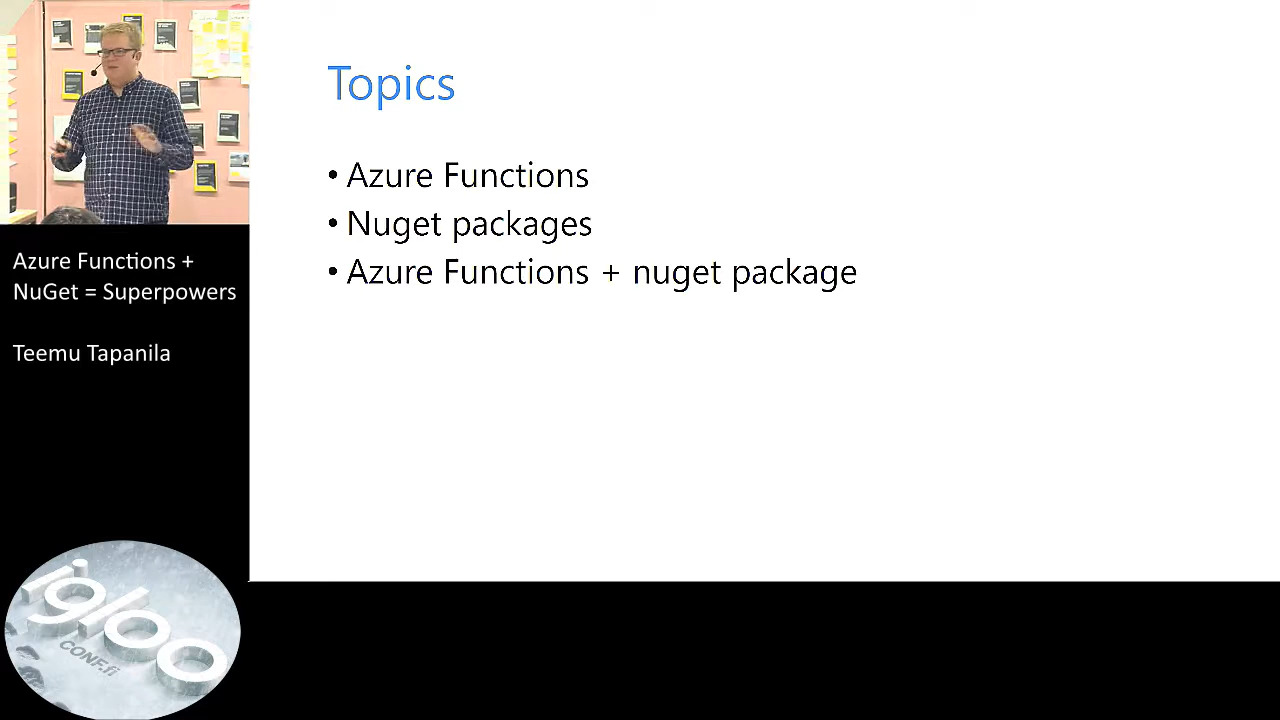 Topics
• Azure Functions
• Nuget packages
• Azure Functions + nuget package
Azure Functions +
NuGet = Superpowers
Teemu Tapanila
igloo
CONF.fi